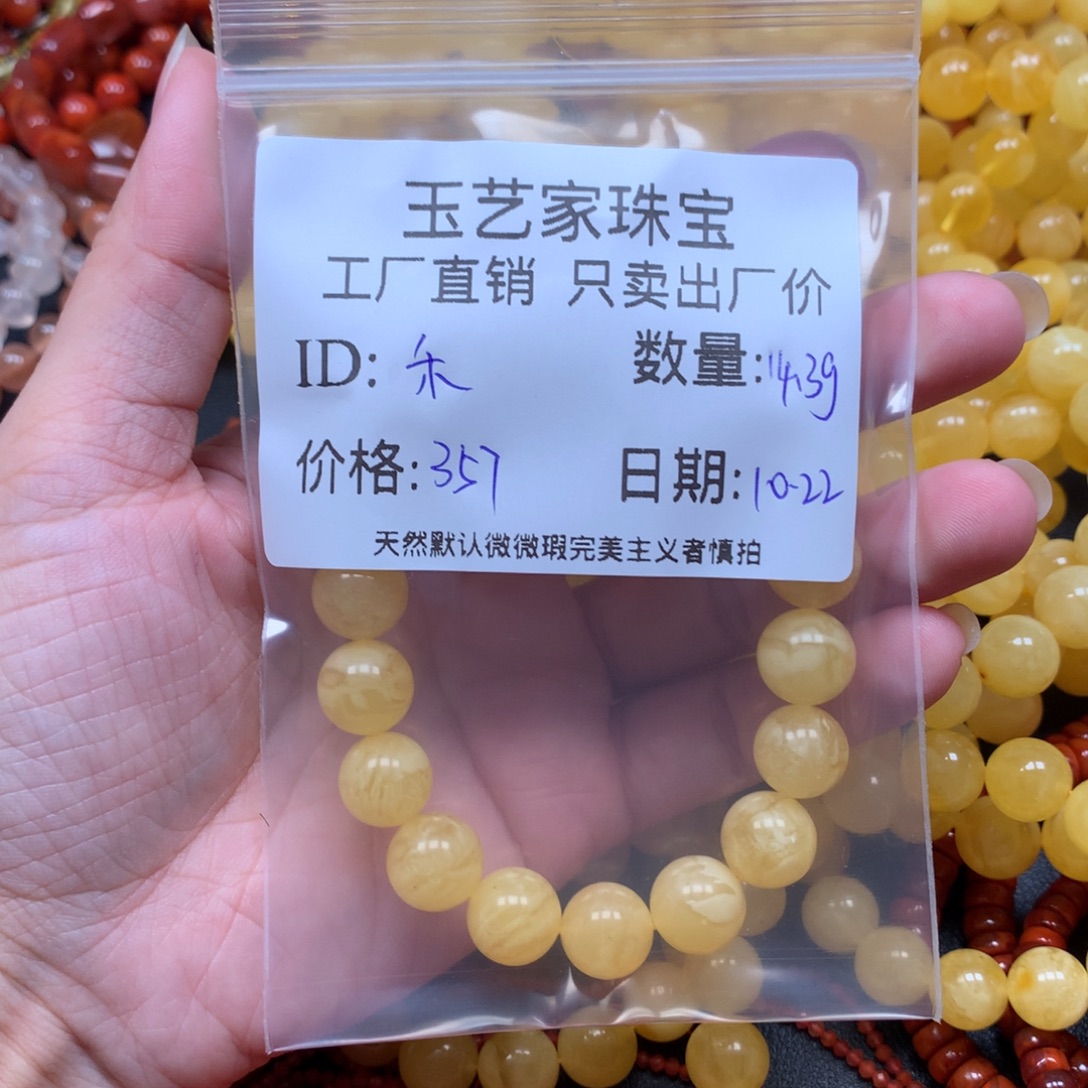 玉艺家珠宝
工厂直销 只卖出厂价
ID: 禾 数量: 14.39
价格: 357 日期: 10-22
天然默认微微瑕完美主义者慎拍